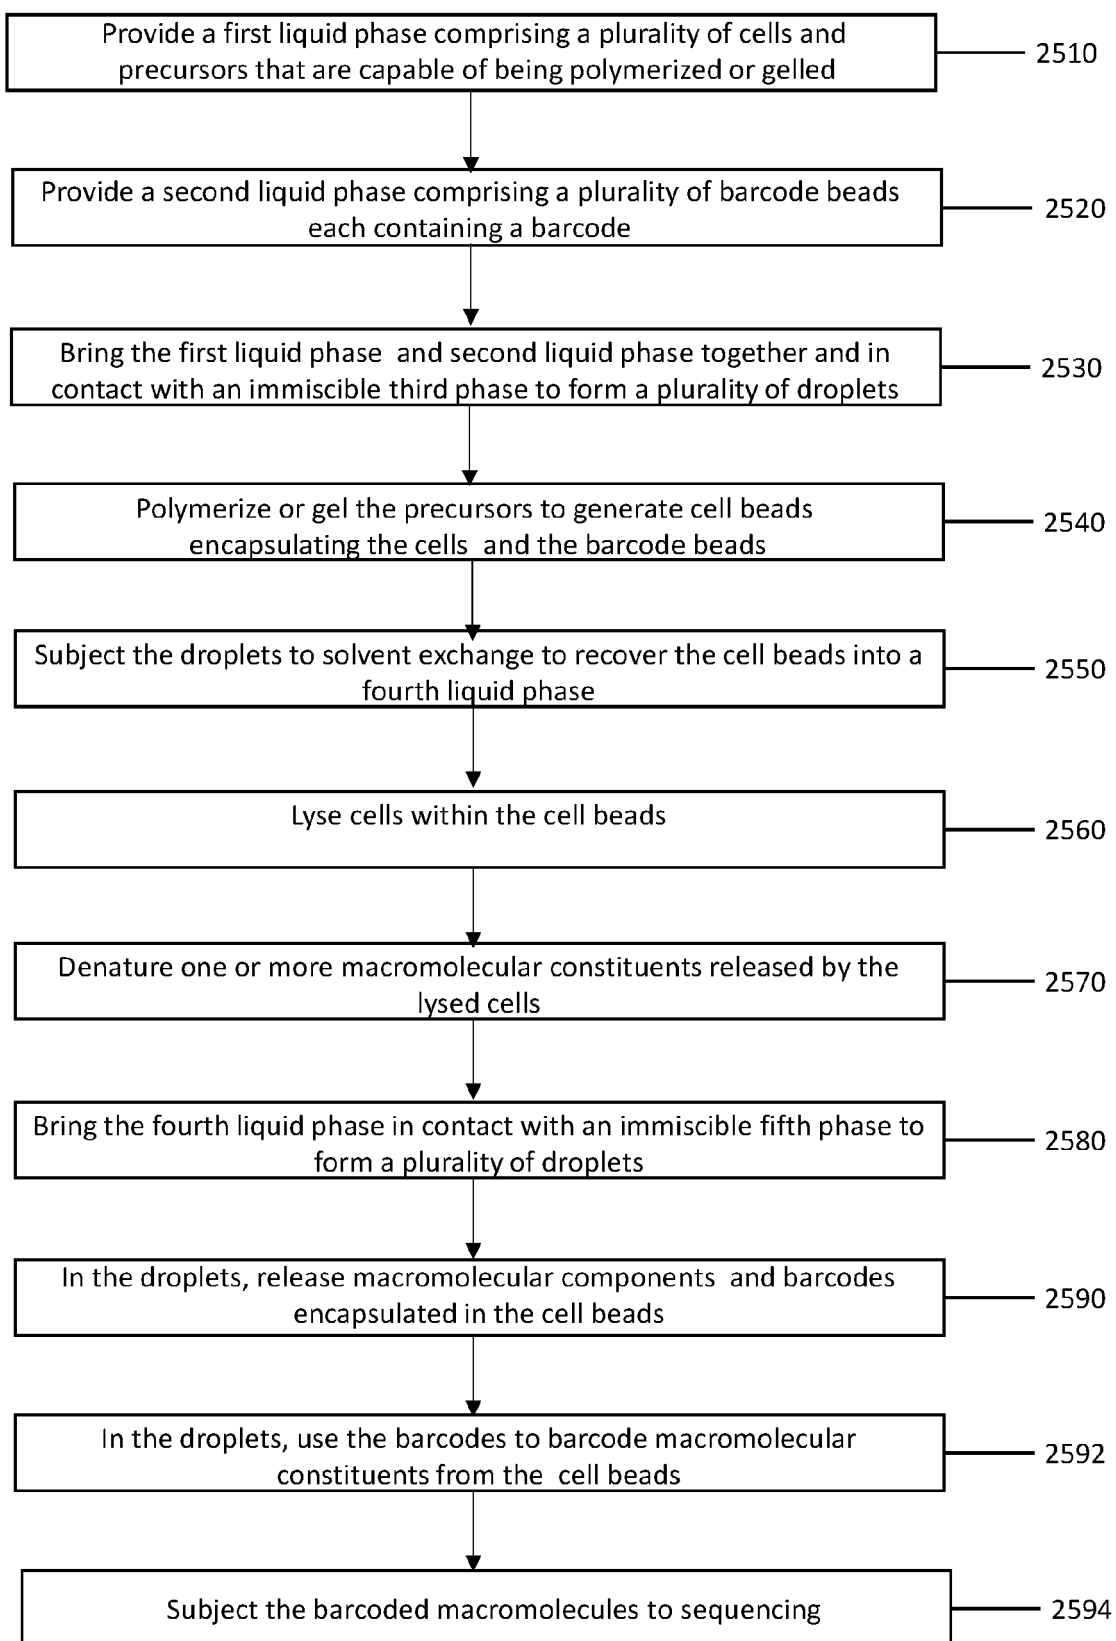 Provide a first liquid phase comprising a plurality of cells and
precursors that are capable of being polymerized or gelled
2510
Provide a second liquid phase comprising a plurality of barcode beads
each containing a barcode
2520
Bring the first liquid phase and second liquid phase together and in
contact with an immiscible third phase to form a plurality of droplets
2530
Polymerize or gel the precursors to generate cell beads
encapsulating the cells and the barcode beads
2540
Subject the droplets to solvent exchange to recover the cell beads into a
fourth liquid phase
2550
Lyse cells within the cell beads
2560
Denature one or more macromolecular constituents released by the
lysed cells
2570
Bring the fourth liquid phase in contact with an immiscible fifth phase to
form a plurality of droplets
2580
In the droplets, release macromolecular components and barcodes
encapsulated in the cell beads
2590
In the droplets, use the barcodes to barcode macromolecular
constituents from the cell beads
2592
Subject the barcoded macromolecules to sequencing
2594